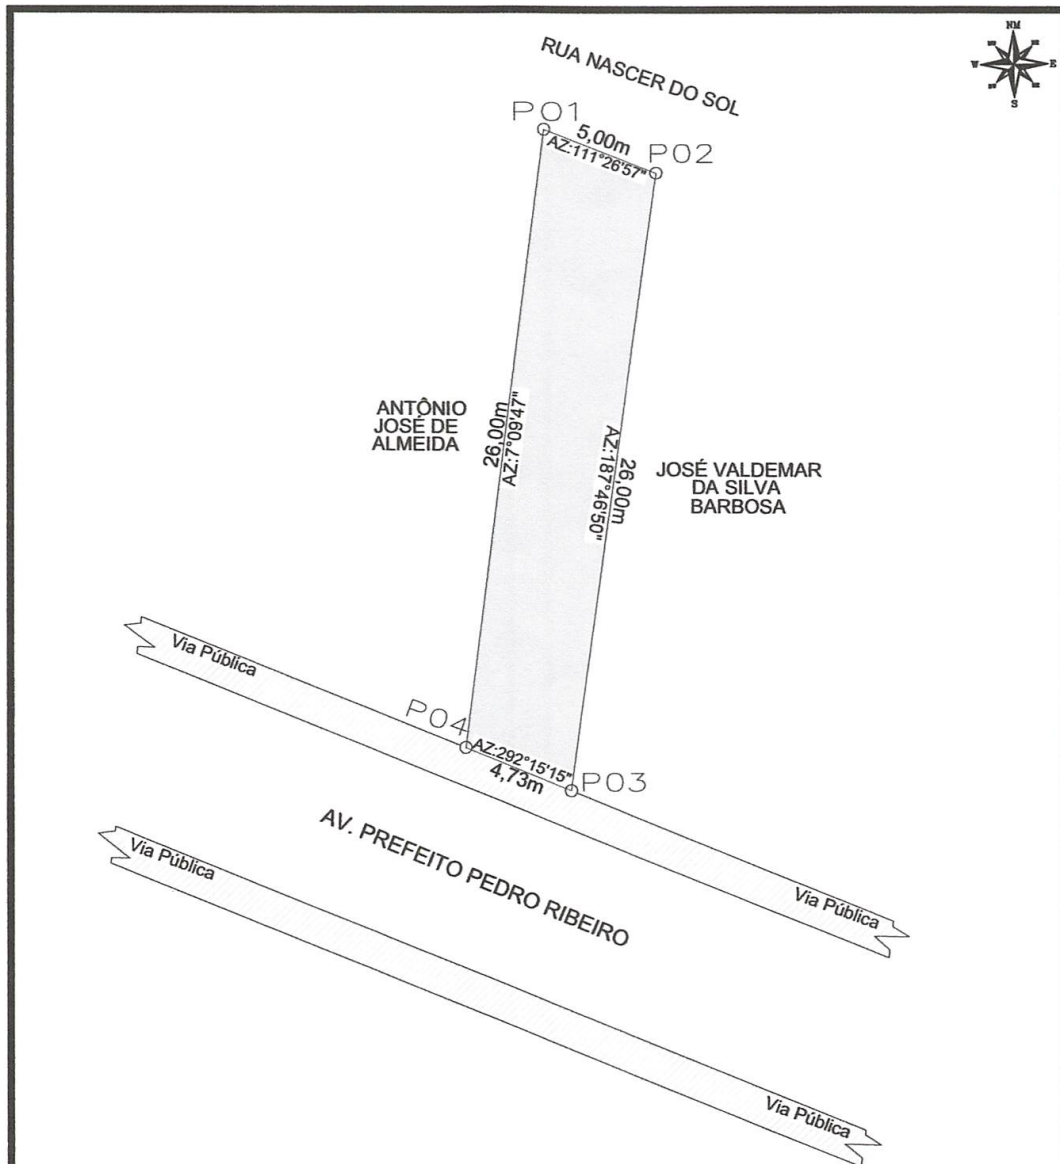 NM
W
E
S
RUA NASCER DO SOL
P01
5,00m
AZ:111°26'57"
P02
ANTÔNIO
JOSÉ DE
ALMEIDA
26,00m
AZ:7°09'47"
AZ:187°46'50"
26,00m
JOSÉ VALDEMAR
DA SILVA
BARBOSA
Via Pública
P04
AZ:292°15'15"
4,73m
P03
AV. PREFEITO PEDRO RIBEIRO
Via Pública
Via Pública
Via Pública